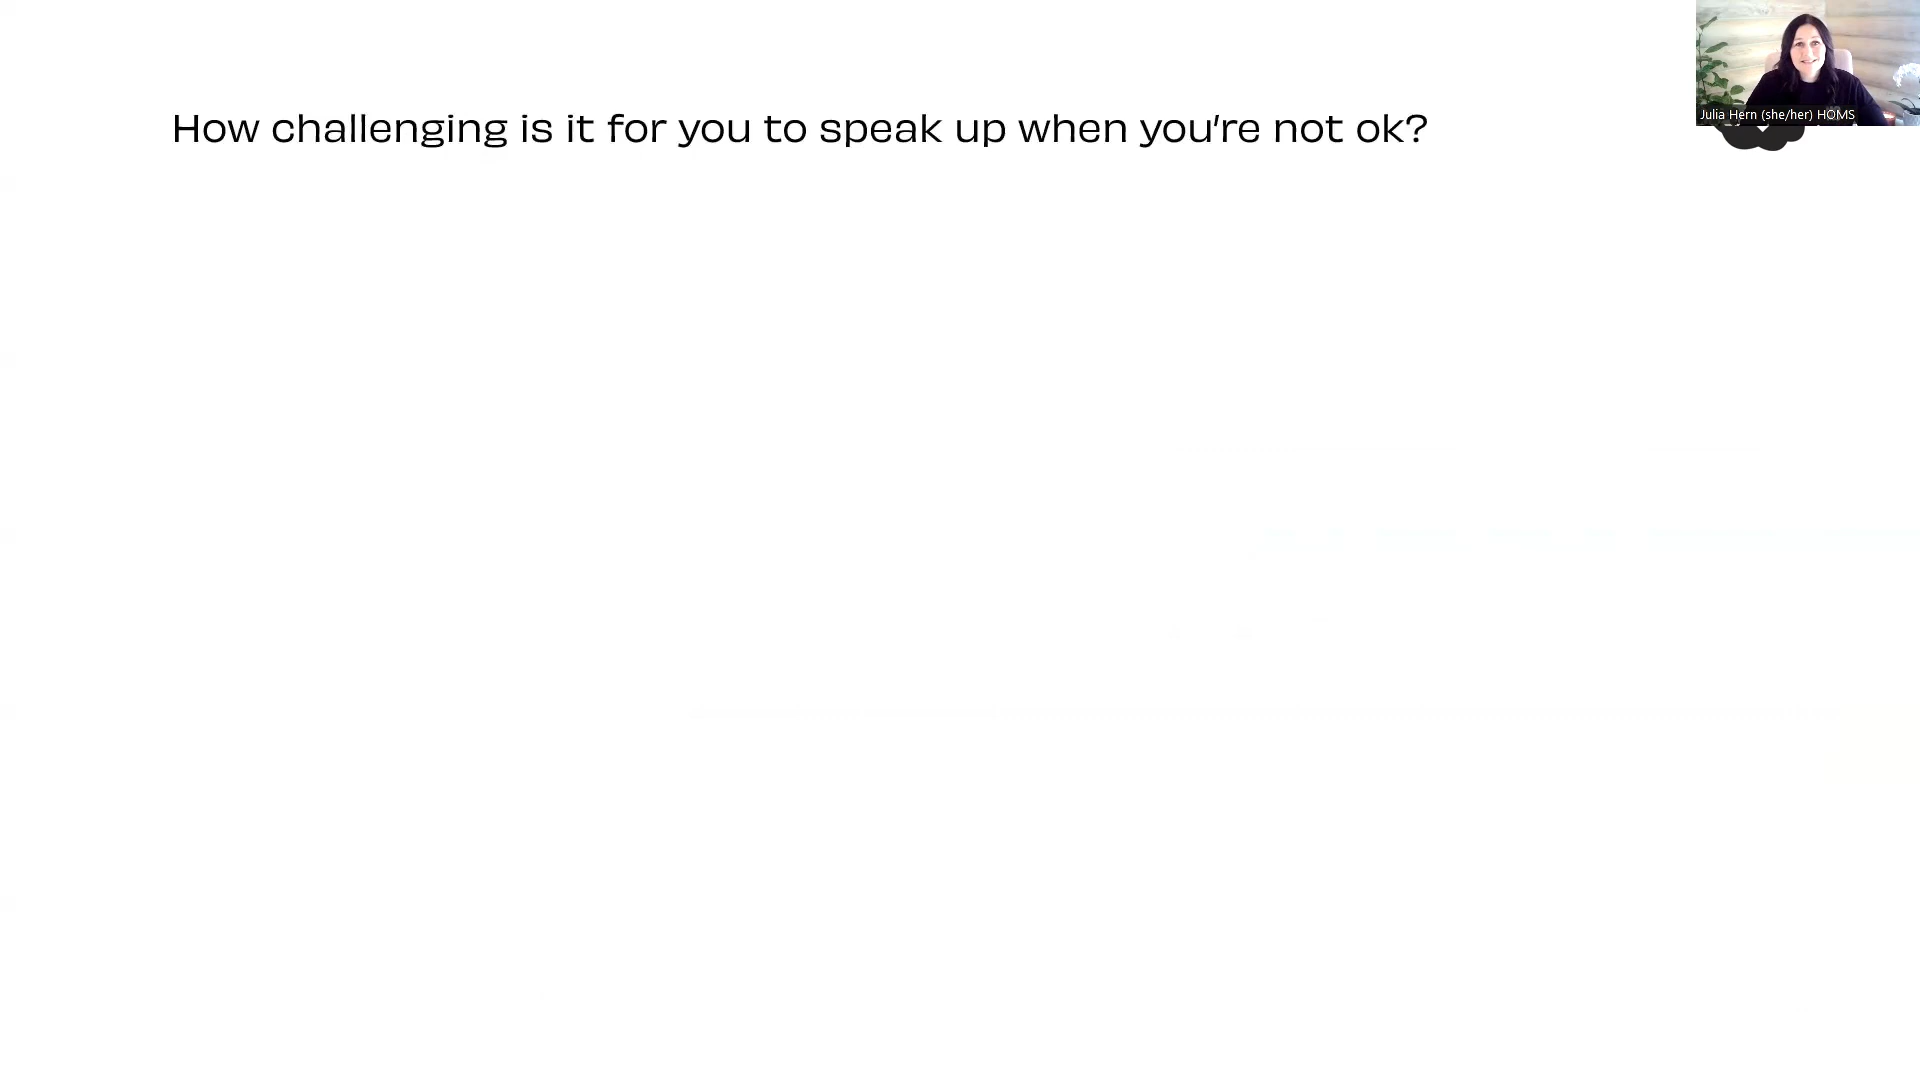 How challenging is it for you to speak up when you're not ok?
Julia Hern (she/her) HOMS